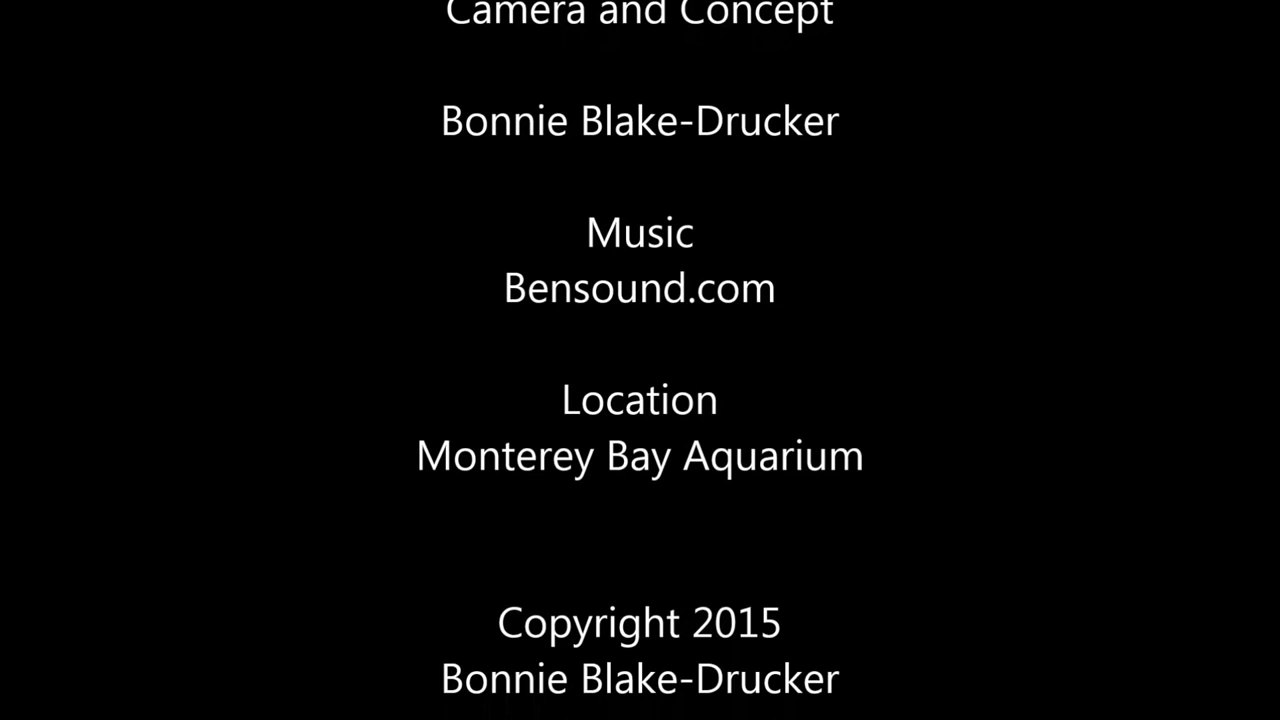 Camera and Concept
Bonnie Blake-Drucker
Music
Bensound.com
Location
Monterey Bay Aquarium
Copyright 2015
Bonnie Blake-Drucker